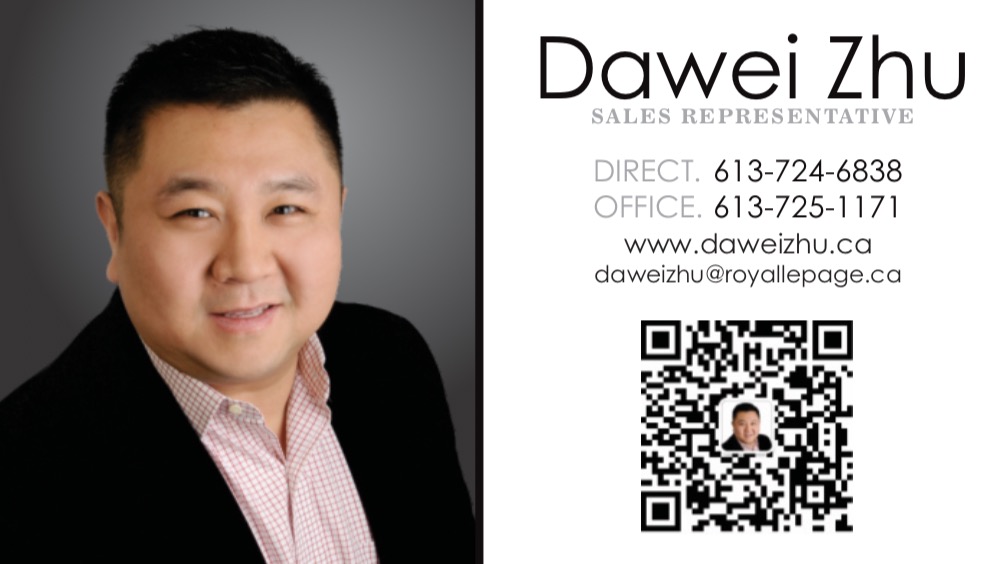 Dawei Zhu
SALES REPRESENTATIVE
DIRECT. 613-724-6838
OFFICE. 613-725-1171
www.daweizhu.ca
daweizhu@royallepage.ca